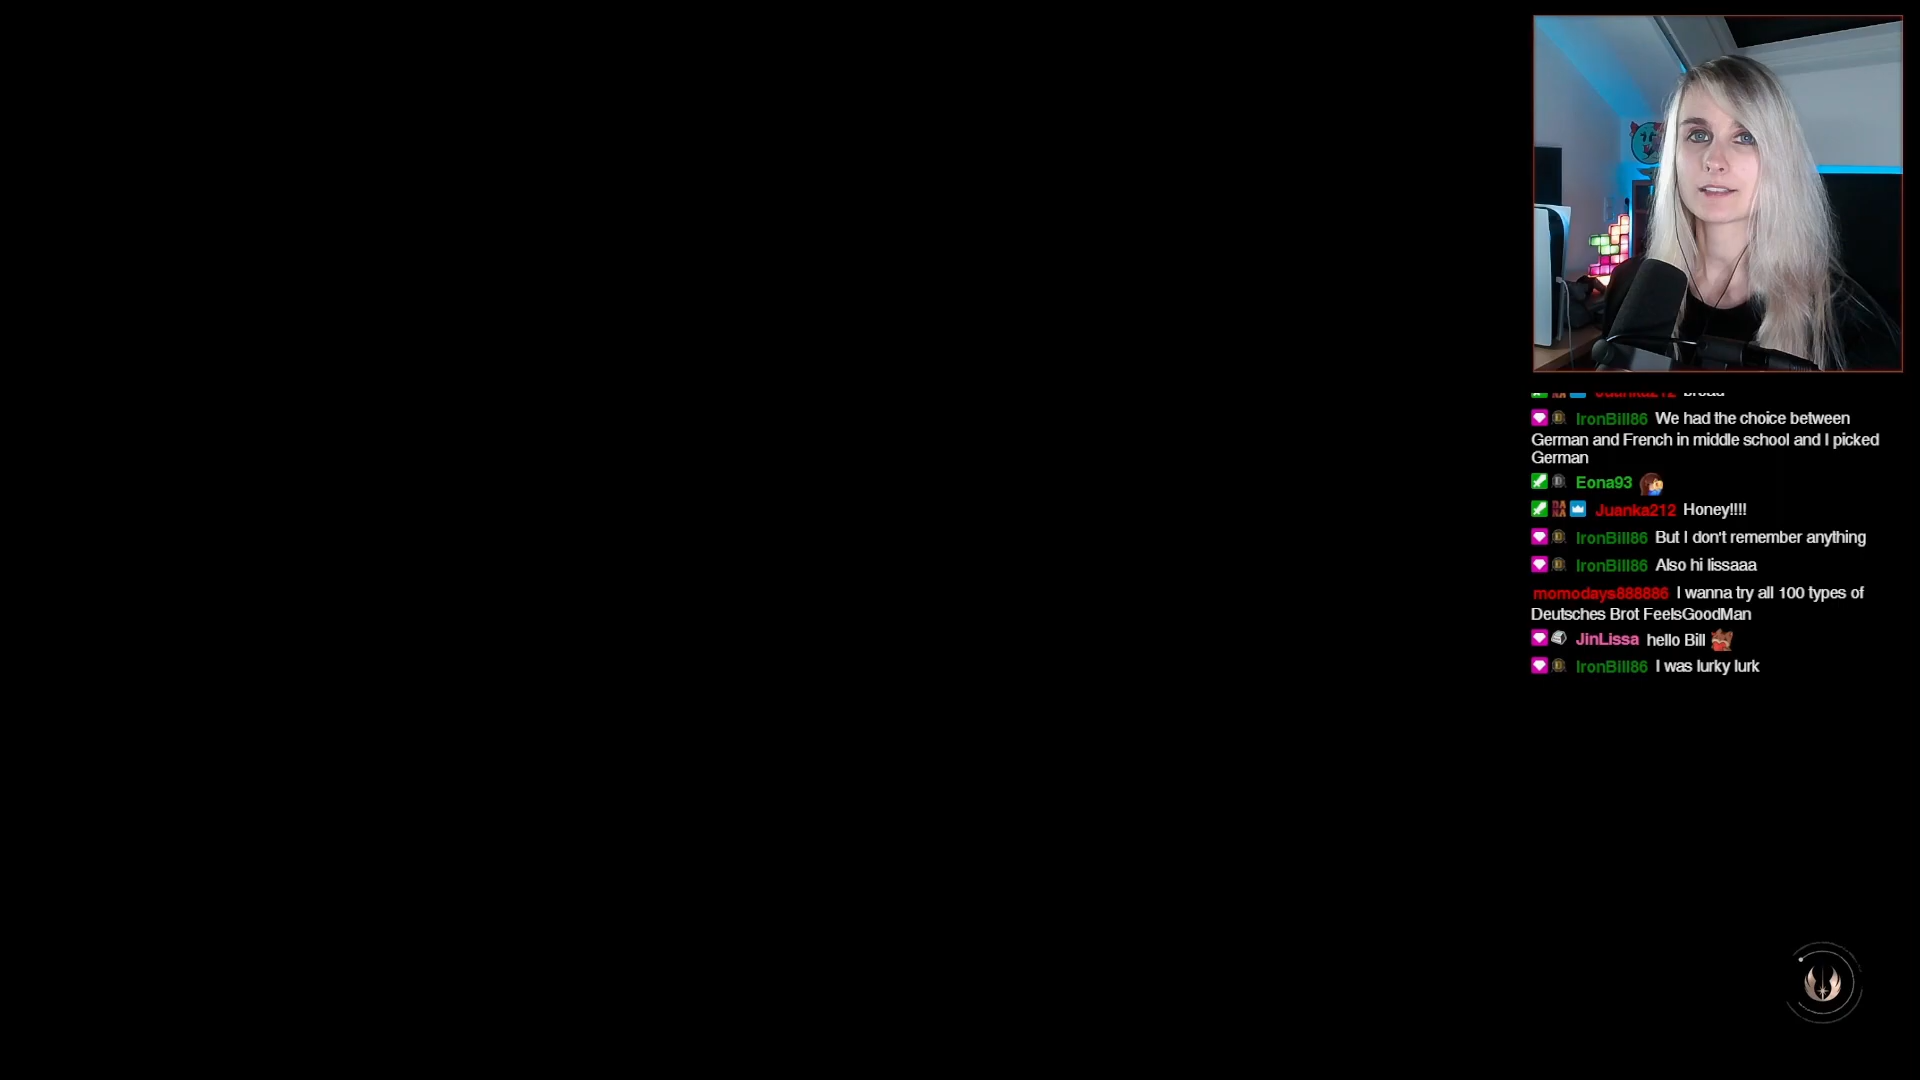 Juanka212 bread
IronBill86 We had the choice between
German and French in middle school and I picked
German
Eona93
Juanka212 Honey!!!!
IronBill86 But I don't remember anything
IronBill86 Also hi lissaaa
momodays888886 I wanna try all 100 types of
Deutsches Brot FeelsGoodMan
JinLissa hello Bill
IronBill86 I was lurky lurk